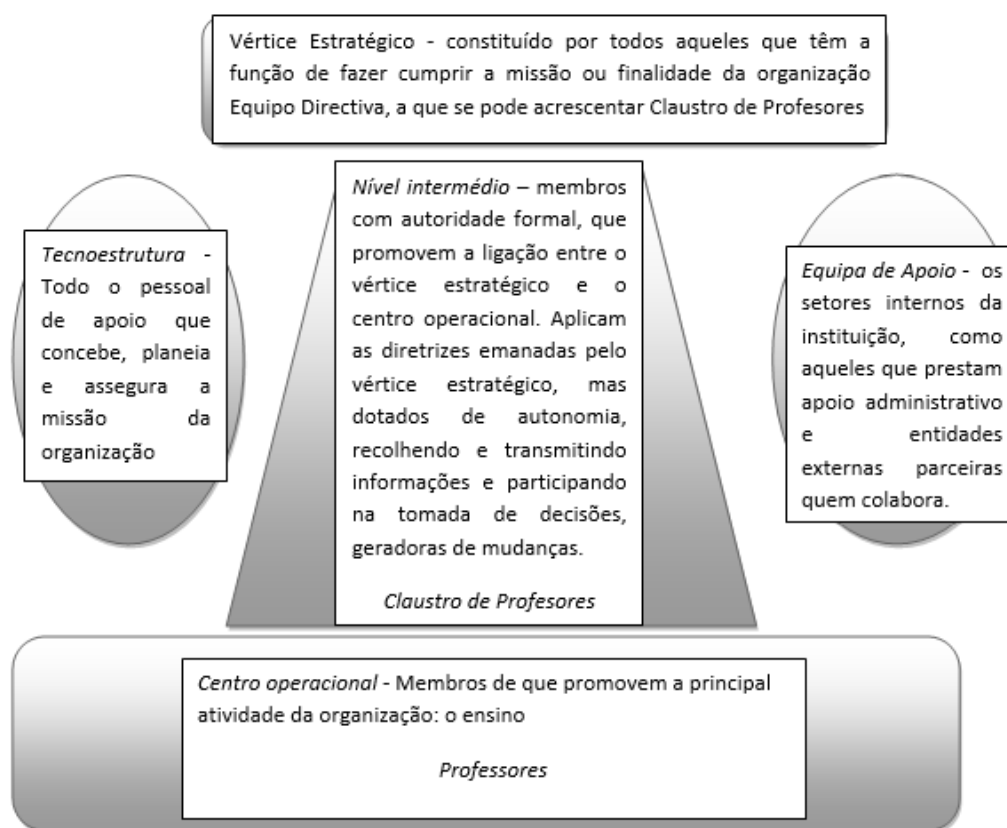 Vértice Estratégico - constituído por todos aqueles que têm a
função de fazer cumprir a missão ou finalidade da organização
Equipo Directiva, a que se pode acrescentar Claustro de Profesores
Tecnoestrutura -
Todo o pessoal
de apoio que
concebe, planeia
e assegura a
missão da
organização
Nível intermédio – membros
com autoridade formal, que
promovem a ligação entre o
vértice estratégico e o
centro operacional. Aplicam
as diretrizes emanadas pelo
vértice estratégico, mas
dotados de autonomia,
recolhendo e transmitindo
informações e participando
na tomada de decisões,
geradoras de mudanças.
Claustro de Profesores
Equipa de Apoio - os
setores internos da
instituição, como
aqueles que prestam
apoio administrativo
e entidades
externas parceiras
quem colabora.
Centro operacional - Membros de que promovem a principal
atividade da organização: o ensino
Professores